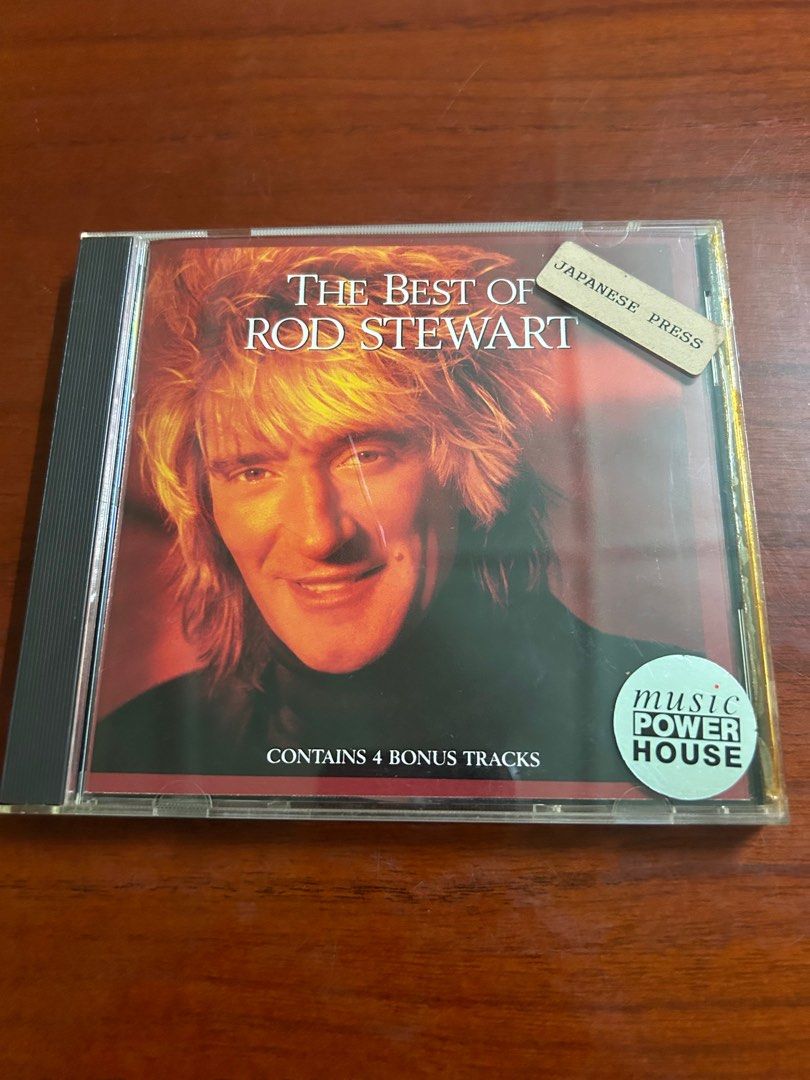 THE BEST OF
ROD STEWART
JAPANESE PRESS
CONTAINS 4 BONUS TRACKS
music
POWER
HOUSE